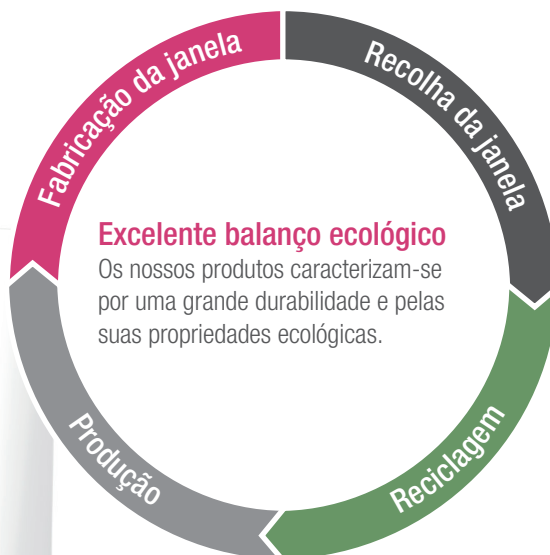 Fabricação da janela
Recolha da janela
Excelente balanço ecológico
Os nossos produtos caracterizam-se
por uma grande durabilidade e pelas
suas propriedades ecológicas.
Produção
Reciclagem